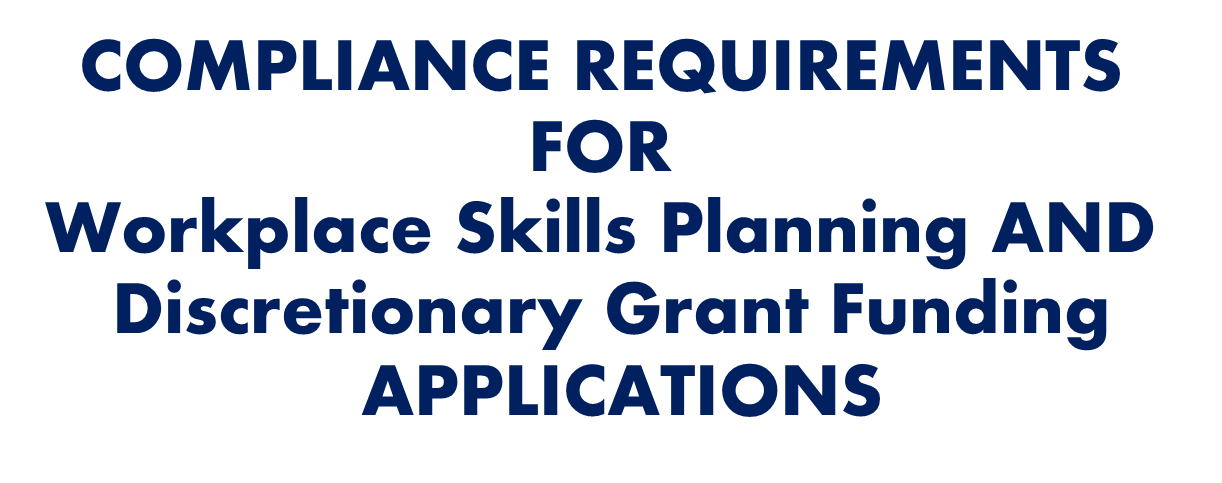 COMPLIANCE REQUIREMENTS
FOR
Workplace Skills Planning AND
Discretionary Grant Funding
APPLICATIONS